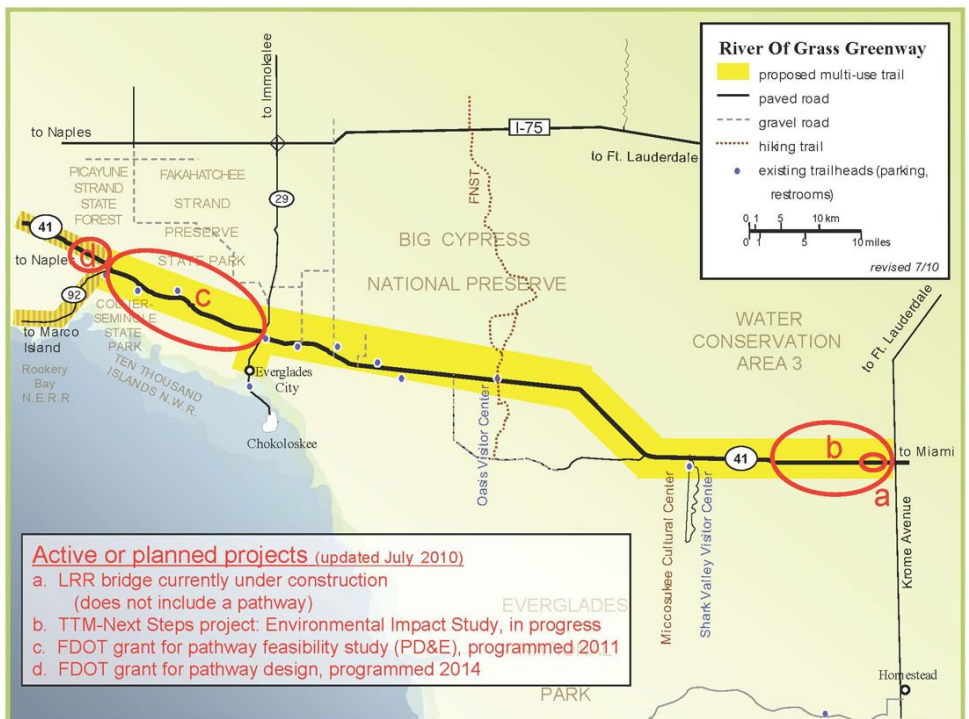 River Of Grass Greenway
proposed multi-use trail
paved road
gravel road
hiking trail
existing trailheads (parking,
restrooms)
0 1 5 10 km
0 1 5 10 miles
revised 7/10
to Immokalee
to Naples
I-75
to Ft. Lauderdale
PICAYUNE
STRAND
STATE
FOREST
FAKAHATCHEE
STRAND
PRESERVE
STATE PARK
29
FNST
BIG CYPRESS
NATIONAL PRESERVE
41
to Naples
d
c
92
to Marco
Island
COLLIER-
SEMINOLE
STATE
PARK
Rookery
Bay
N.E.R.R.
TEN THOUSAND
ISLANDS N.W.R.
Everglades
City
Chokoloskee
WATER
CONSERVATION
AREA 3
to Ft. Lauderdale
Oasis Visitor Center
41
b
to Miami
a
Miccosukee Cultural Center
Shark Valley Visitor Center
Krome Avenue
Active or planned projects (updated July 2010)
a. LRR bridge currently under construction
(does not include a pathway)
b. TTM-Next Steps project: Environmental Impact Study, in progress
c. FDOT grant for pathway feasibility study (PD&E), programmed 2011
d. FDOT grant for pathway design, programmed 2014
EVERGLADES
PARK
Homestead